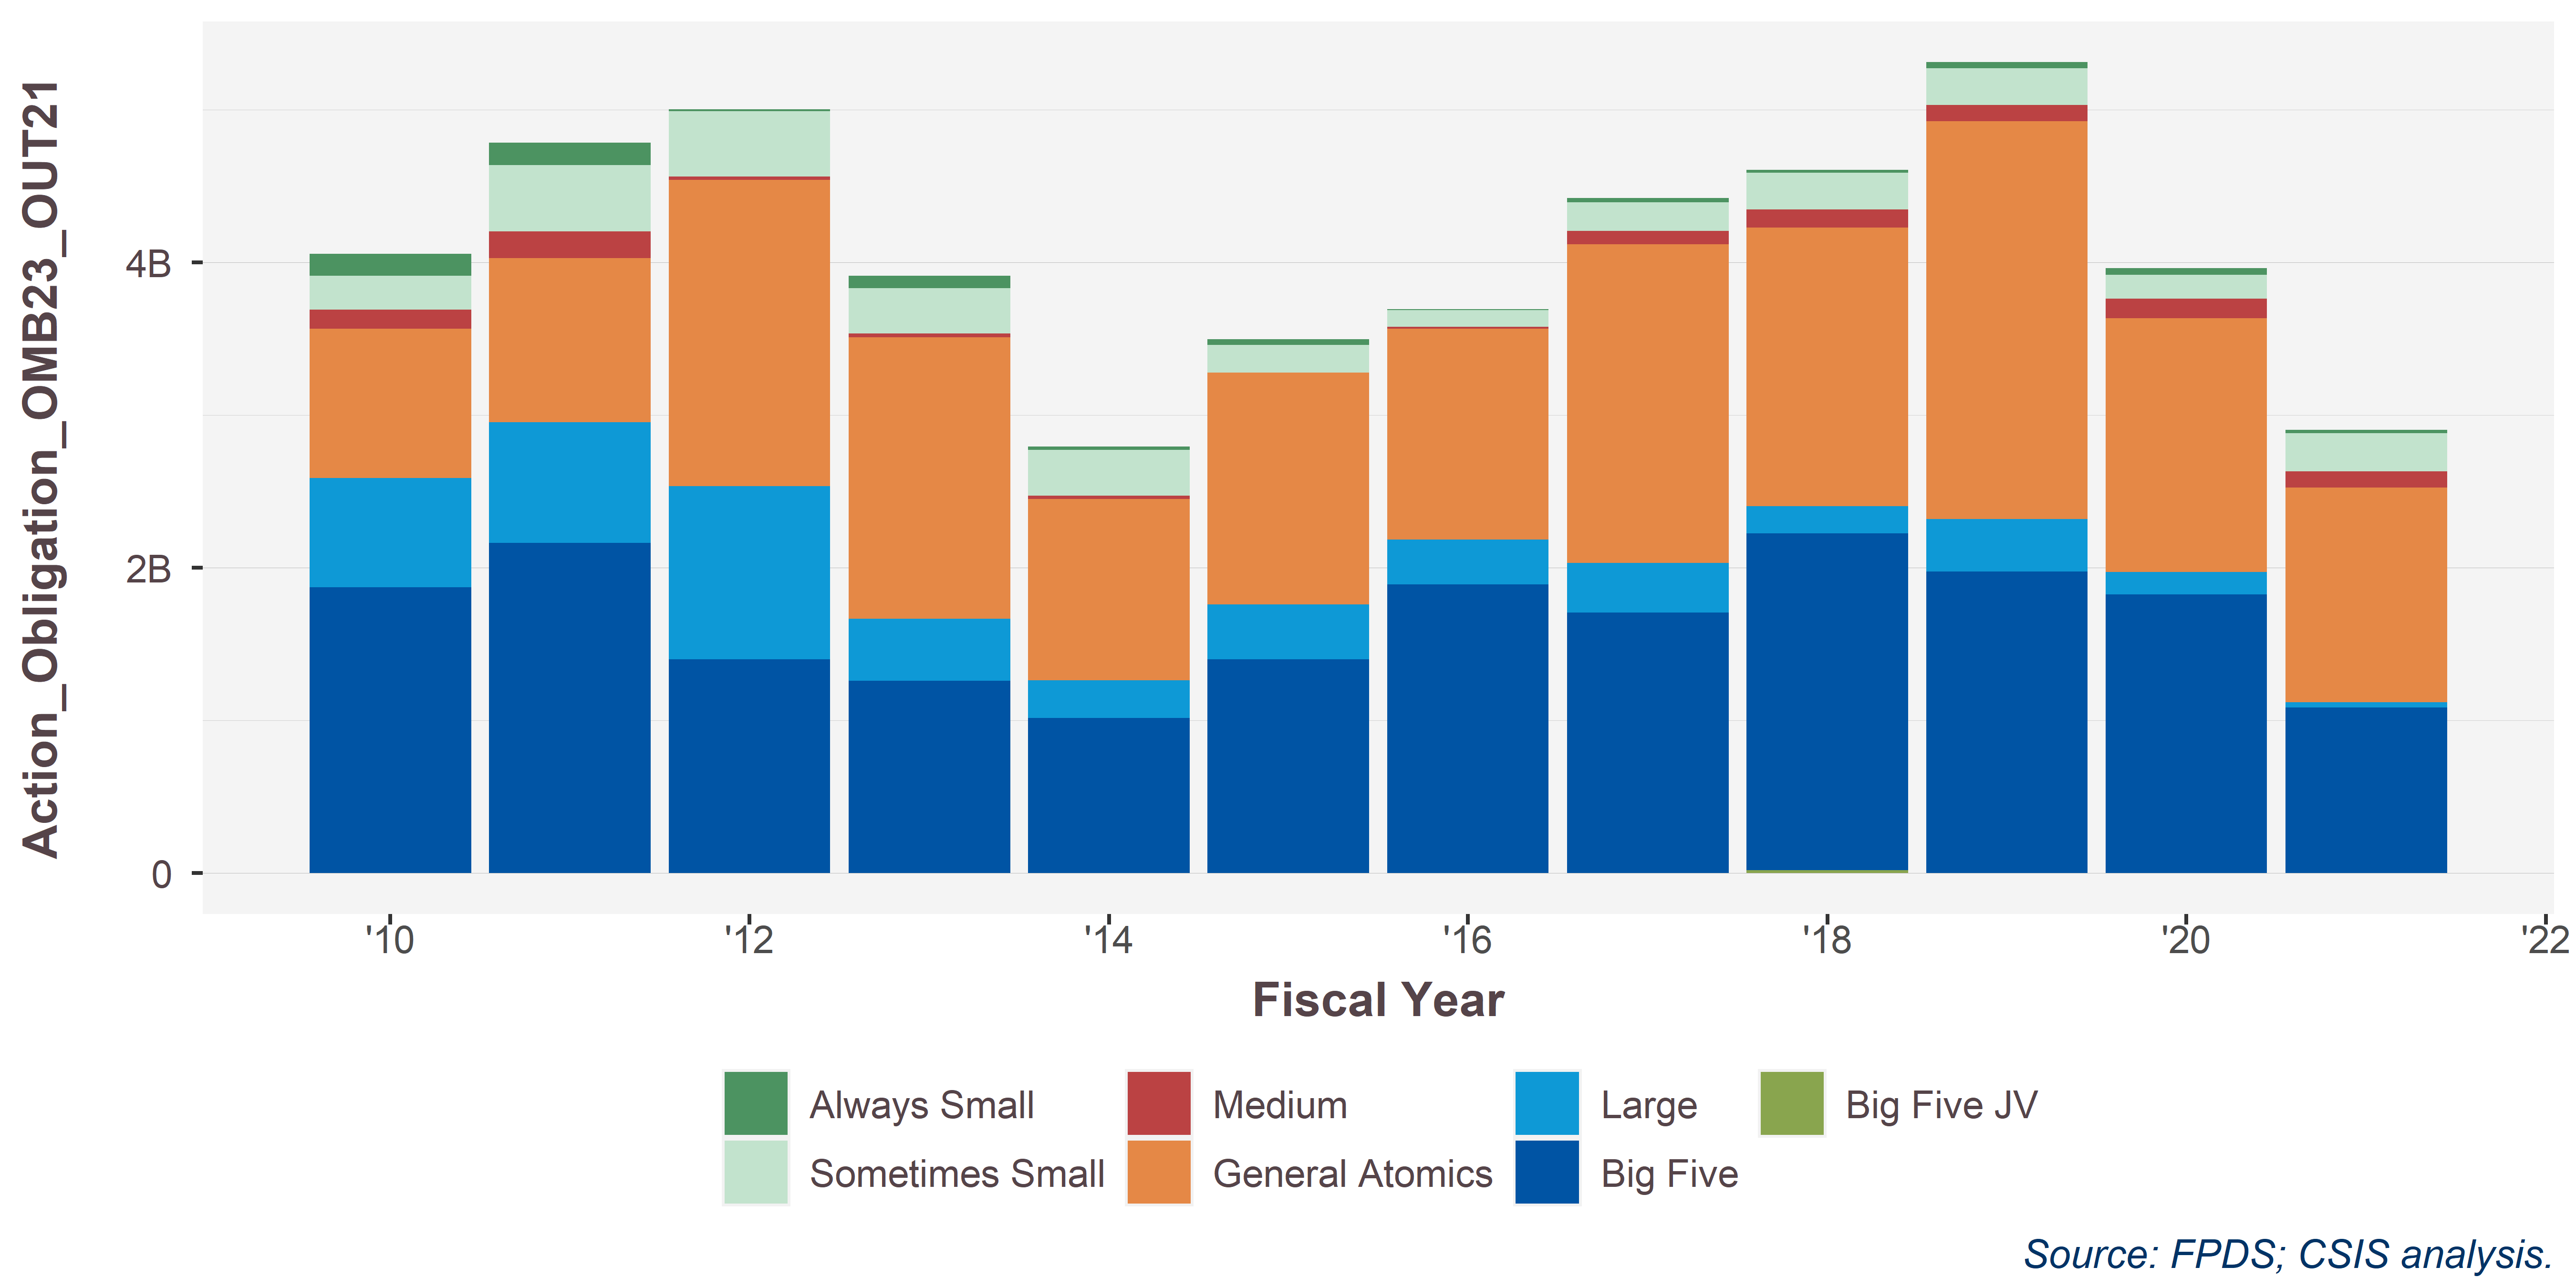 Action_Obligation_OMB23_OUT21
4B
2B
0
'10 '12 '14 '16 '18 '20 '22
Fiscal Year
Always Small Medium Large Big Five JV
Sometimes Small General Atomics Big Five
Source: FPDS; CSIS analysis.